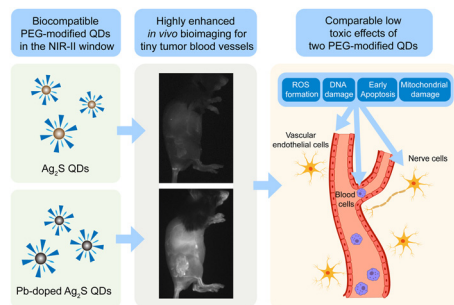 Biocompatible
PEG-modified QDs
in the NIR-II window
Highly enhanced
in vivo bioimaging for
tiny tumor blood vessels
Comparable low
toxic effects of
two PEG-modified QDs
Ag₂S QDs
Pb-doped Ag₂S QDs
ROS
formation
DNA
damage
Early
Apoptosis
Mitochondrial
damage
Vascular
endothelial cells
Nerve cells
Blood
cells